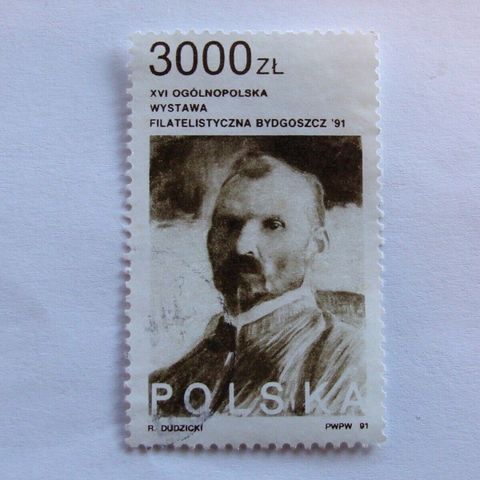 3000 ZŁ
XVI OGÓLNOPOLSKA
WYSTAWA
FILATELISTYCZNA BYDGOSZCZ '91
POLSKA
R. DUDZICKI PWPW 91